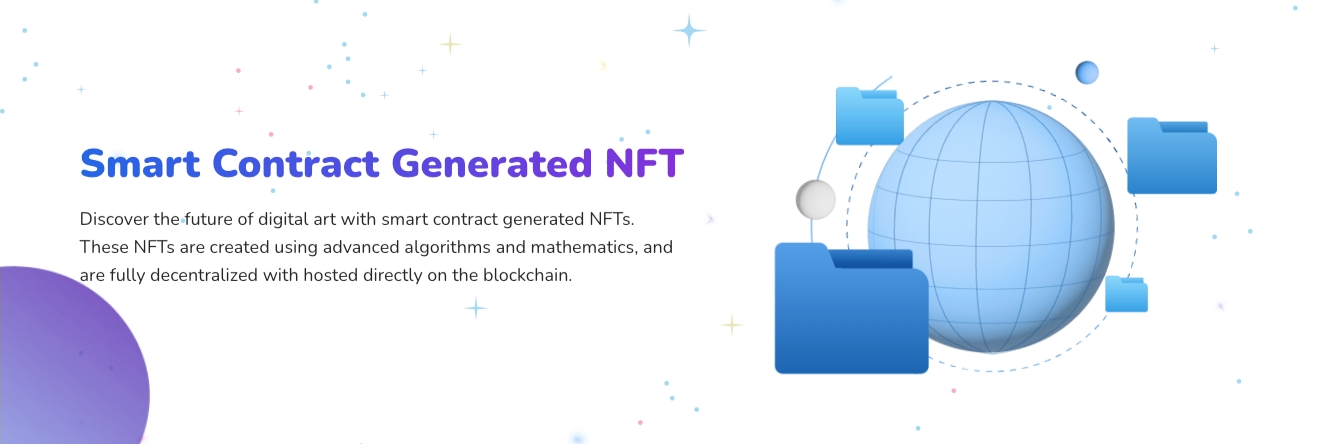 Smart Contract Generated NFT
Discover the future of digital art with smart contract generated NFTs.
These NFTs are created using advanced algorithms and mathematics, and
are fully decentralized with hosted directly on the blockchain.